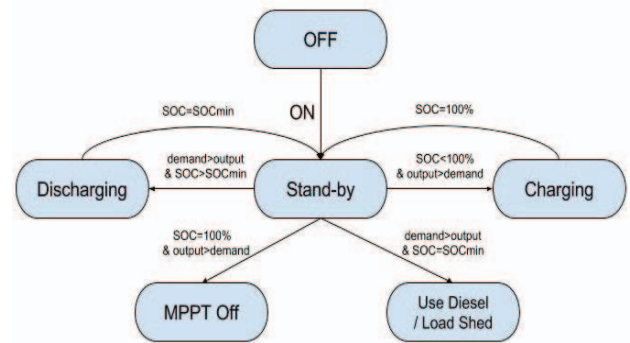 OFF
ON
SOC=SOCmin
SOC=100%
demand>output
& SOC>SOCmin
SOC<100%
& output>demand
Discharging
Stand-by
Charging
SOC=100%
& output>demand
demand>output
& SOC=SOCmin
MPPT Off
Use Diesel
/ Load Shed